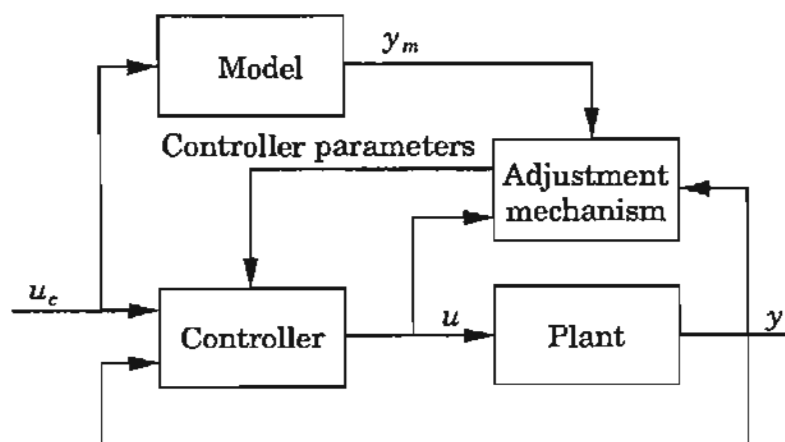 y_m
Model
Controller parameters
Adjustment
mechanism
u_c
Controller
u
Plant
y